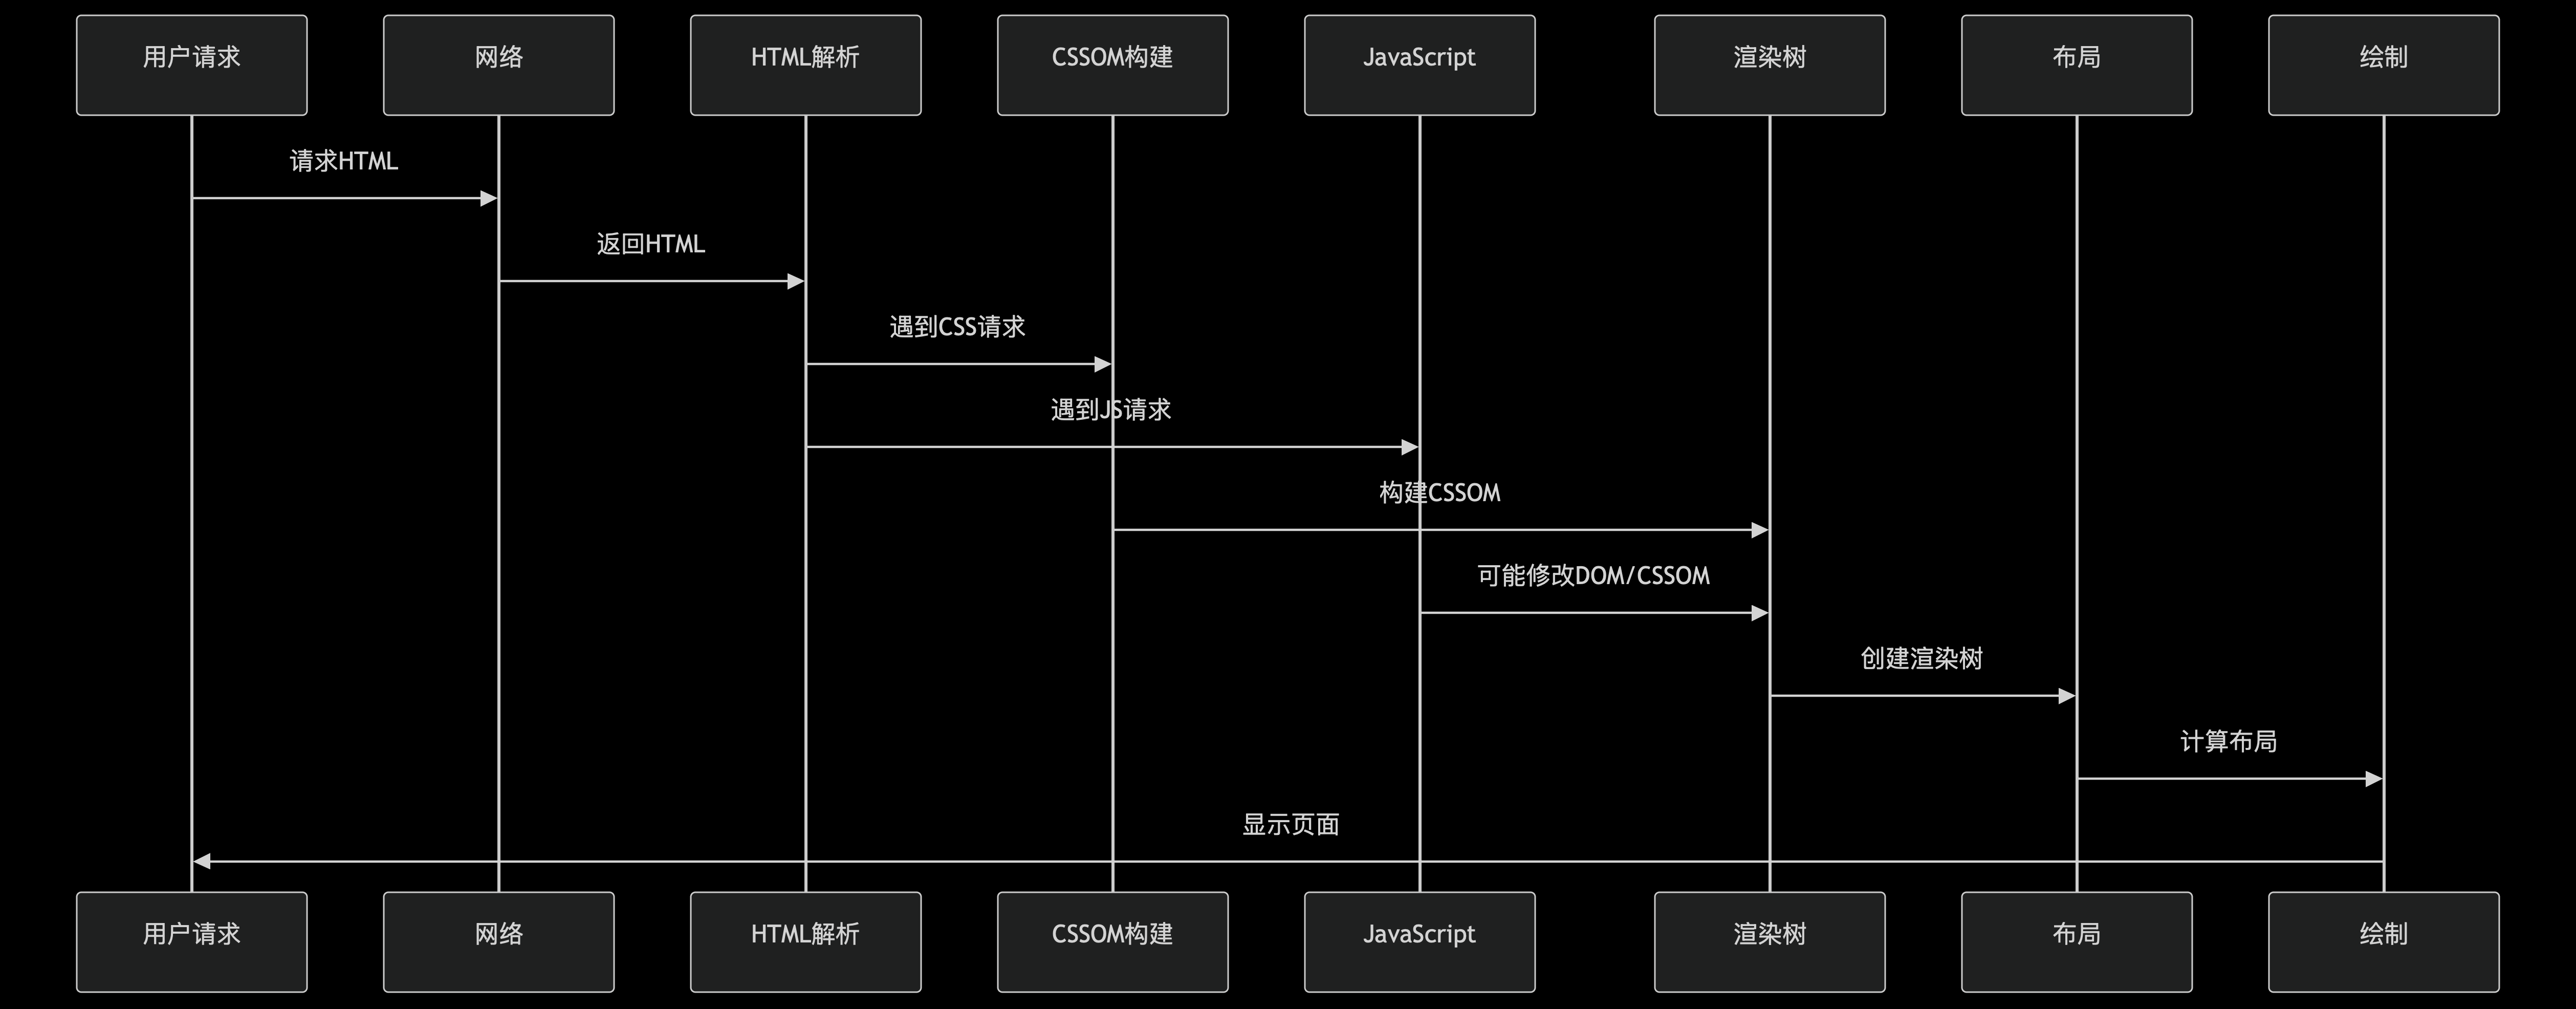 用户请求
网络
HTML解析
CSSOM构建
JavaScript
渲染树
布局
绘制
请求HTML
返回HTML
遇到CSS请求
遇到JS请求
构建CSSOM
可能修改DOM/CSSOM
创建渲染树
计算布局
显示页面
用户请求
网络
HTML解析
CSSOM构建
JavaScript
渲染树
布局
绘制